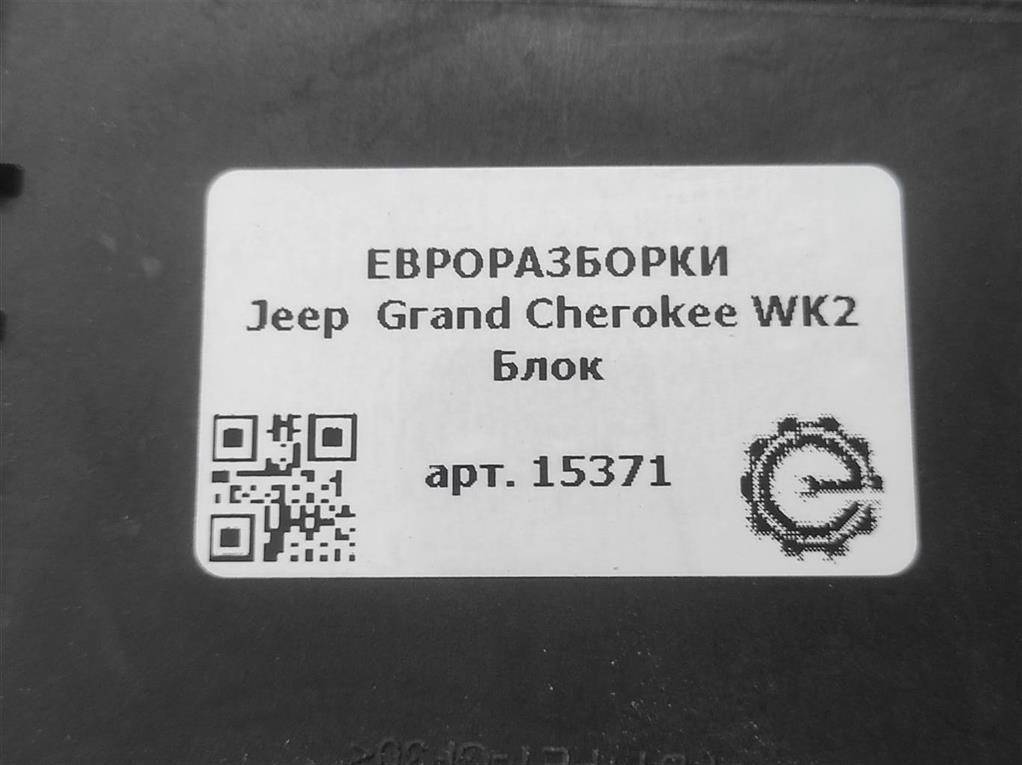 ЕВРОРАЗБОРКИ
Jeep Grand Cherokee WK2
Блок
арт. 15371